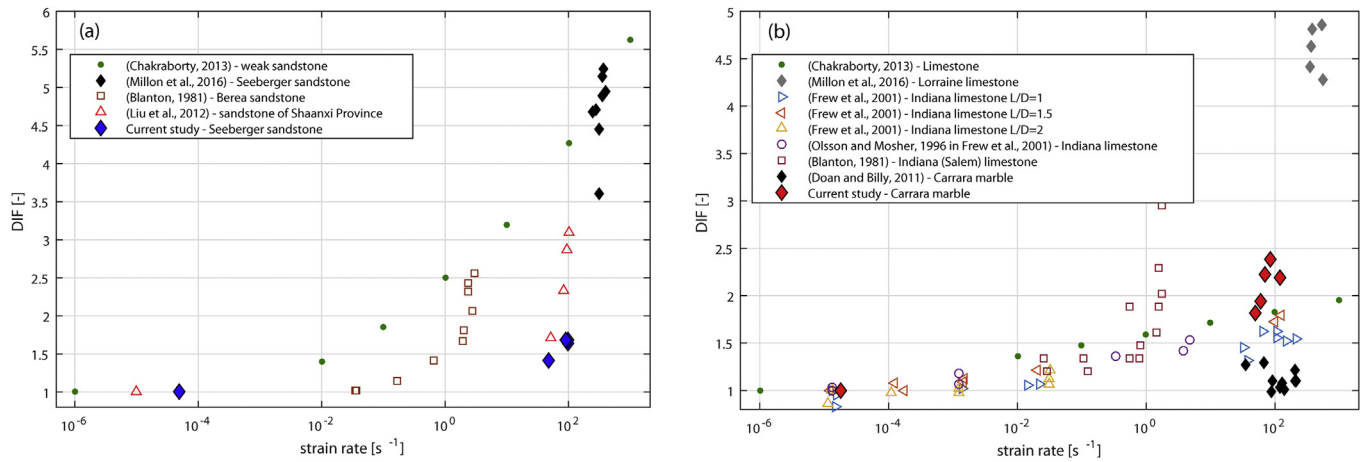 (a)
6
5.5
5
4.5
4
3.5
3
2.5
2
1.5
1
DIF [-]
(Chakraborty, 2013) - weak sandstone
(Millon et al., 2016) - Seeberger sandstone
(Blanton, 1981) - Berea sandstone
(Liu et al., 2012) - sandstone of Shaanxi Province
Current study - Seeberger sandstone
10-6 10-4 10-2 100 102
strain rate [s -1]
(b)
5
4.5
4
3.5
3
2.5
2
1.5
1
DIF [-]
(Chakraborty, 2013) - Limestone
(Millon et al., 2016) - Lorraine limestone
(Frew et al., 2001) - Indiana limestone L/D=1
(Frew et al., 2001) - Indiana limestone L/D=1.5
(Frew et al., 2001) - Indiana limestone L/D=2
(Olsson and Mosher, 1996 in Frew et al., 2001) - Indiana limestone
(Blanton, 1981) - Indiana (Salem) limestone
(Doan and Billy, 2011) - Carrara marble
Current study - Carrara marble
10-6 10-4 10-2 100 102
strain rate [s -1]